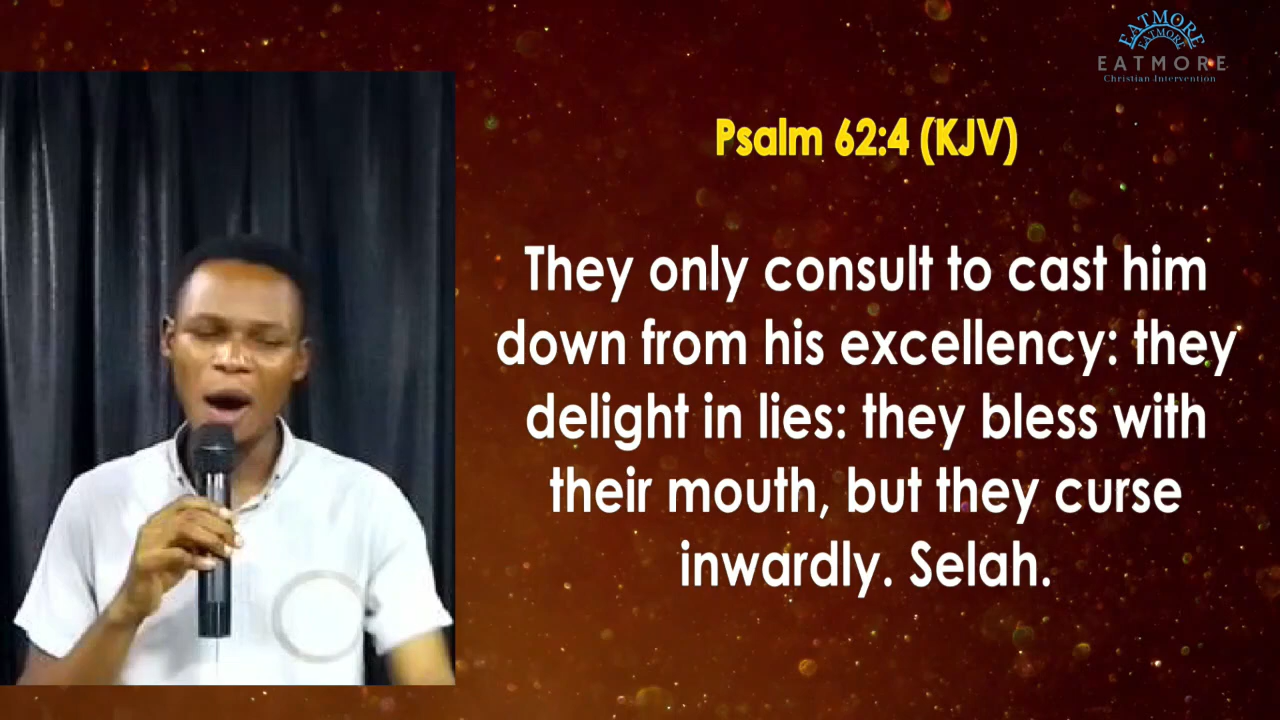 EATMORE
EATMORE
EATMORE
Christian Intervention
Psalm 62:4 (KJV)
They only consult to cast him
down from his excellency: they
delight in lies: they bless with
their mouth, but they curse
inwardly. Selah.